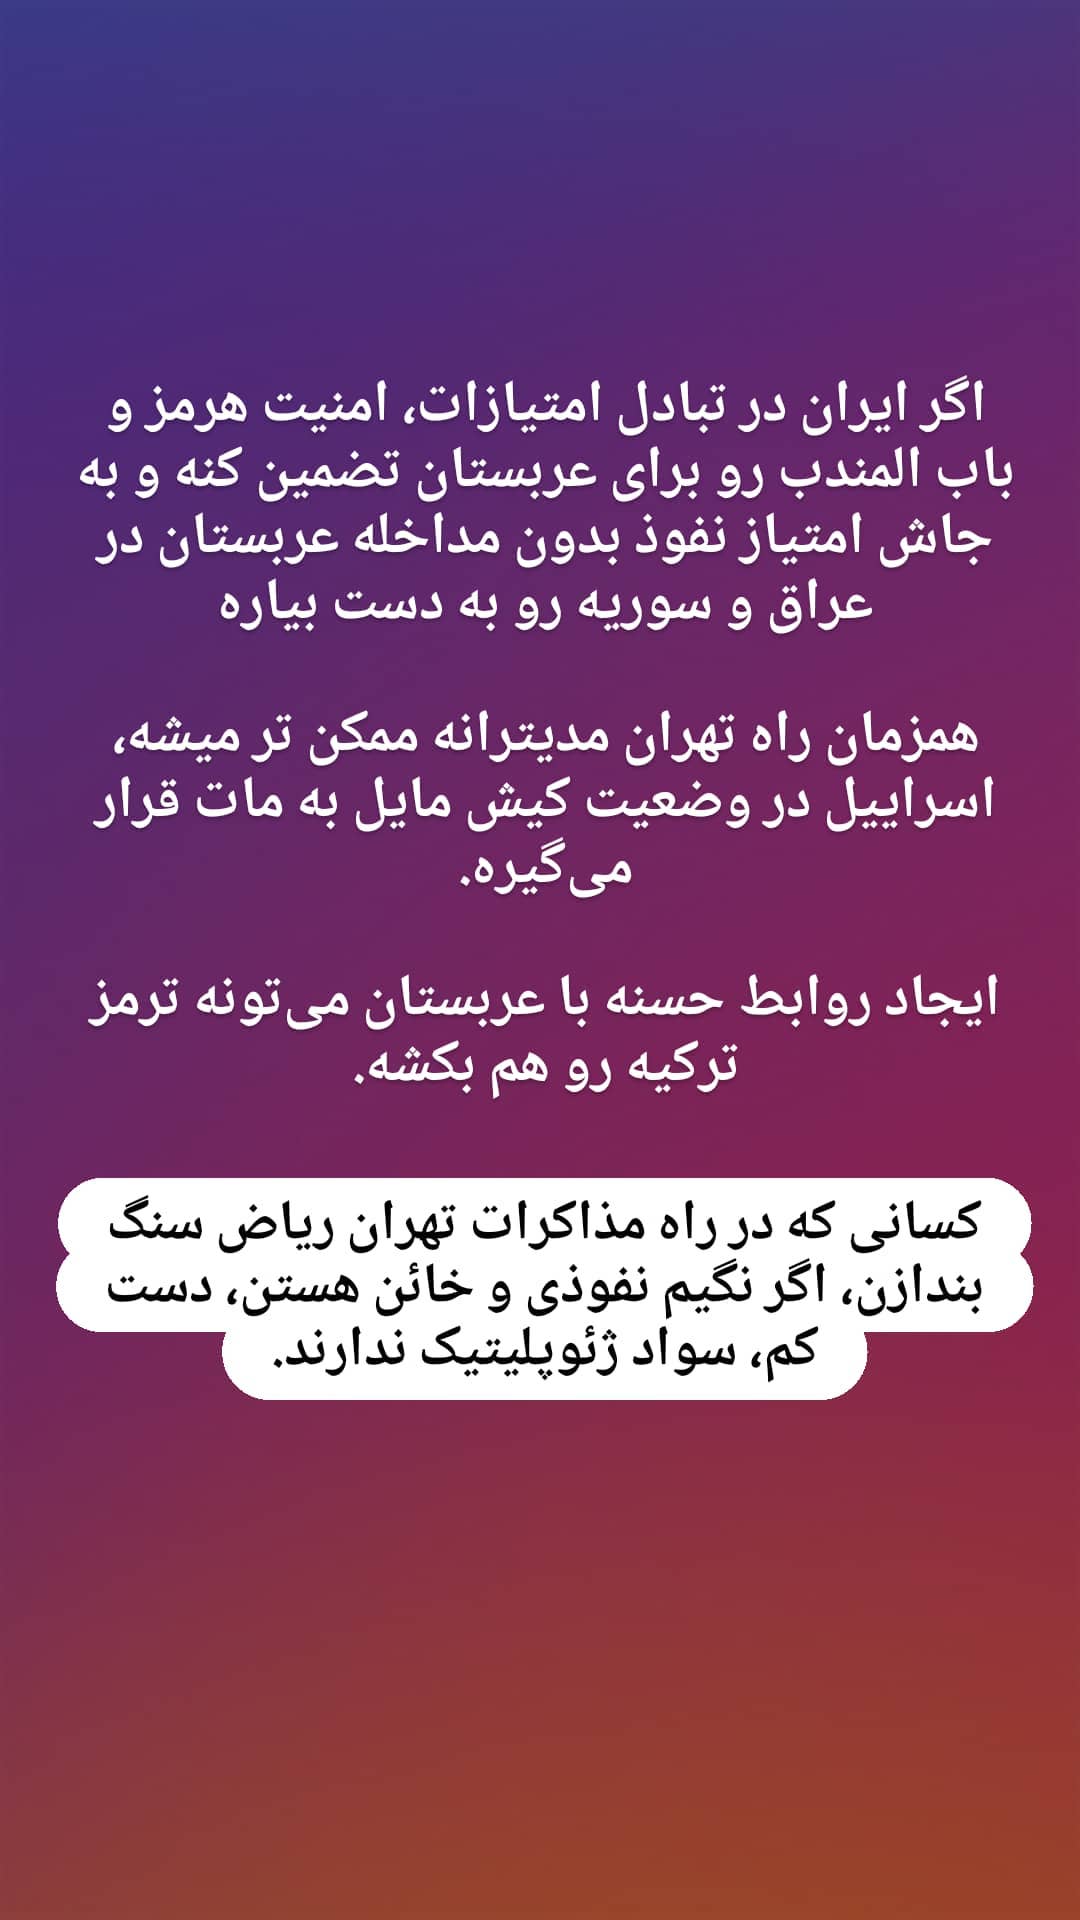 اگر ایران در تبادل امتیازات، امنیت هرمز و
باب المندب رو برای عربستان تضمین کنه و به
جاش امتیاز نفوذ بدون مداخله عربستان در
عراق و سوریه رو به دست بیاره
همزمان راه تهران مدیترانه ممکن تر میشه،
اسراییل در وضعیت کیش مایل به مات قرار
می‌گیره.
ایجاد روابط حسنه با عربستان می‌تونه ترمز
ترکیه رو هم بکشه.
کسانی که در راه مذاکرات تهران ریاض سنگ
بندازن، اگر نگیم نفوذی و خائن هستن، دست
کم، سواد ژئوپلیتیک ندارند.